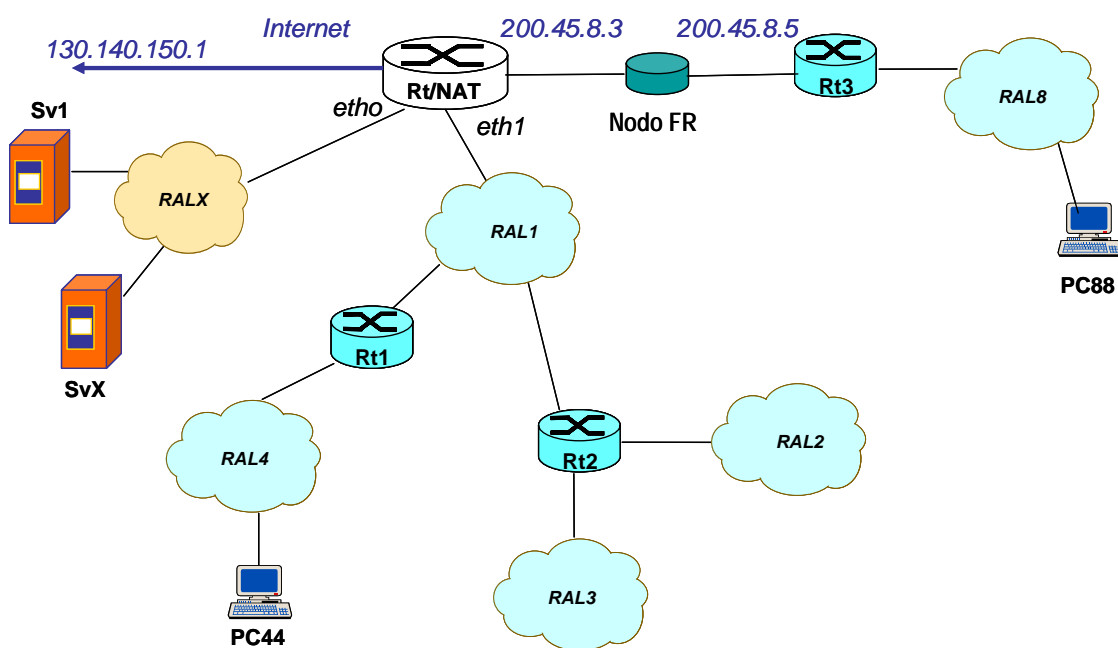 Internet
200.45.8.3
200.45.8.5
130.140.150.1
Rt/NAT
Rt3
RAL8
Sv1
etho
eth1
Nodo FR
RALX
RAL1
PC88
Rt1
SvX
Rt2
RAL2
RAL4
RAL3
PC44